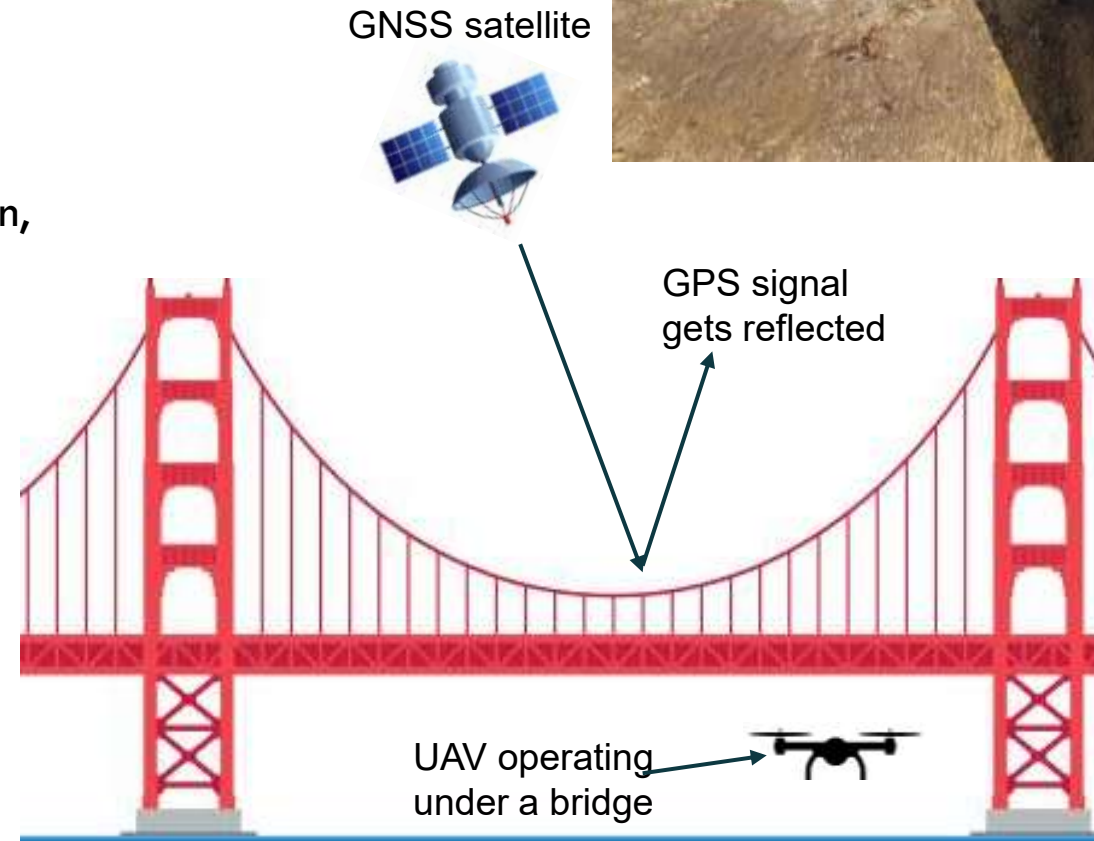 GNSS satellite
n,
GPS signal
gets reflected
UAV operating
under a bridge